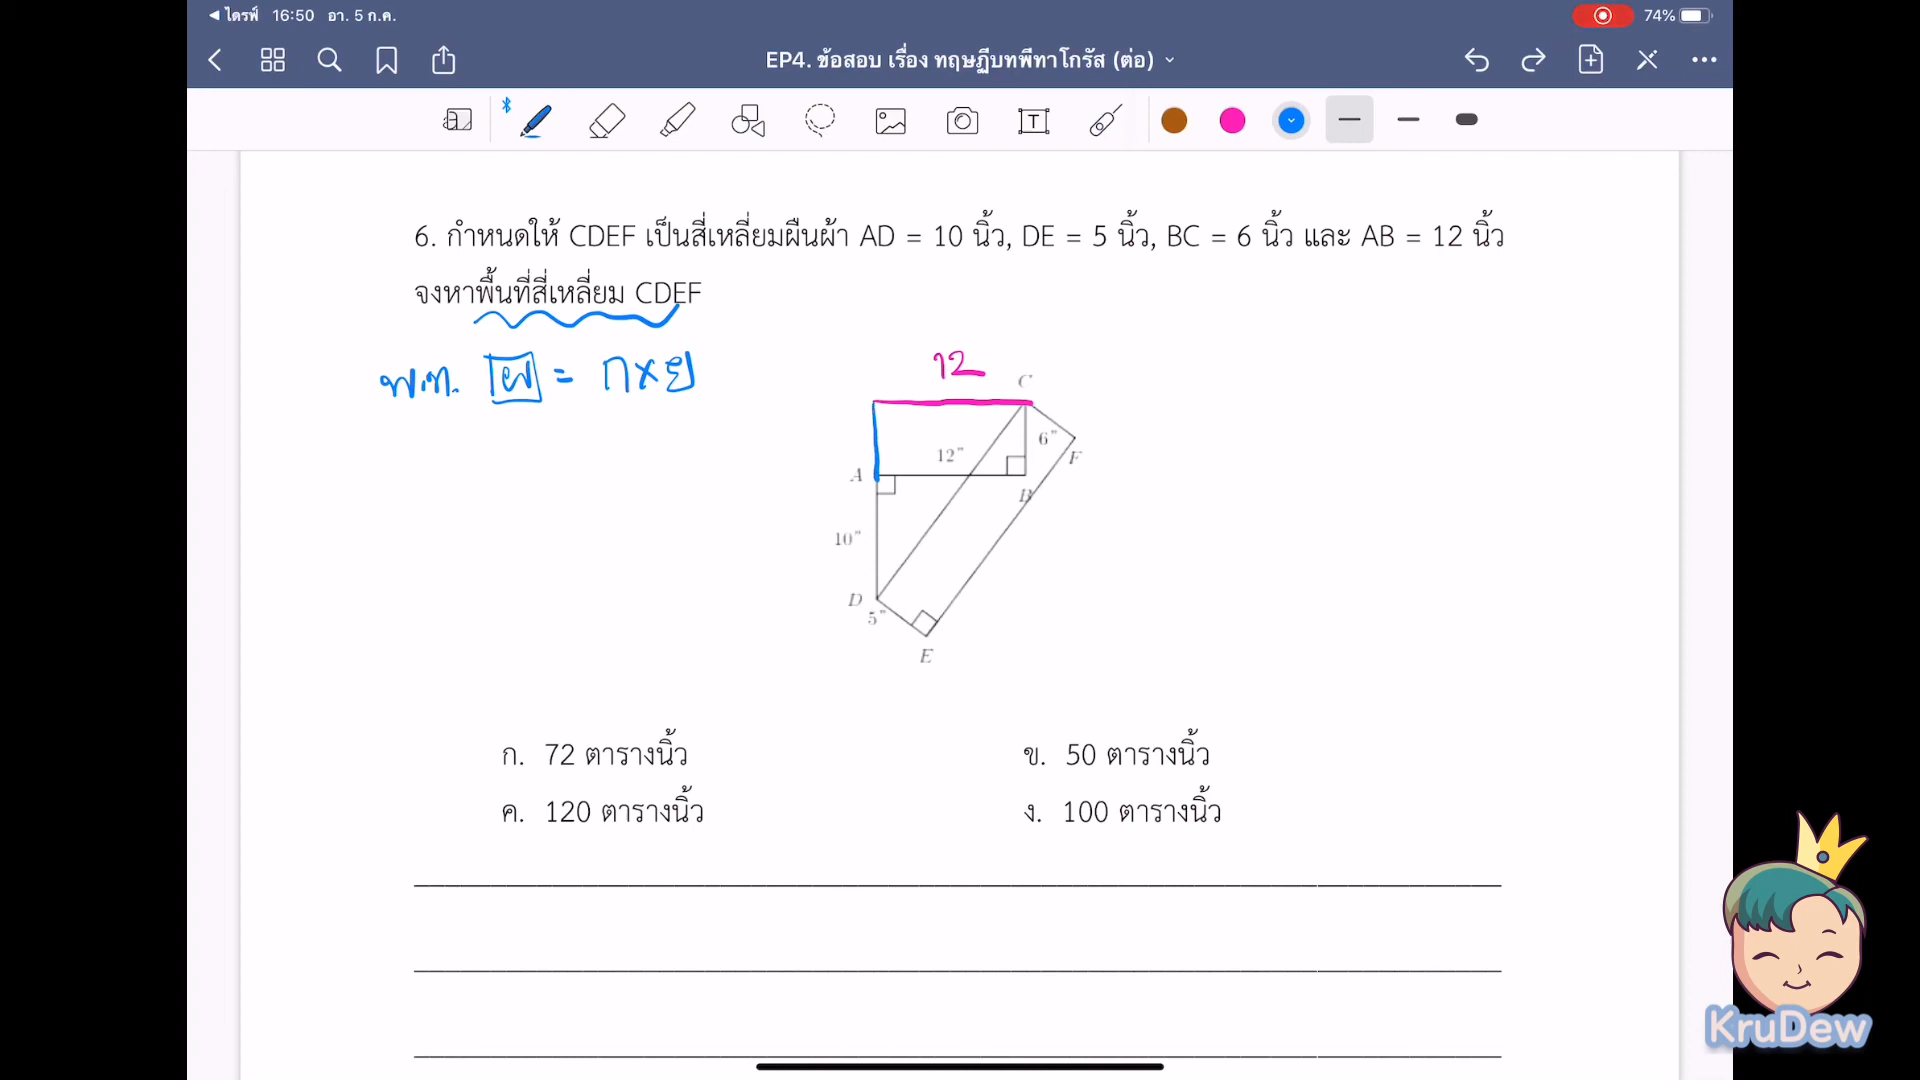 ไดรฟ์ 16:50 อา. 5 ก.ค.
74%
EP4. ข้อสอบ เรื่อง ทฤษฎีบทพีทาโกรัส (ต่อ)
6. กำหนดให้ CDEF เป็นสี่เหลี่ยมผืนผ้า AD = 10 นิ้ว, DE = 5 นิ้ว, BC = 6 นิ้ว และ AB = 12 นิ้ว
จงหาพื้นที่สี่เหลี่ยม CDEF
พ.ท. ผผ = ก×ย
12
C
6"
12"
F
A
B
10"
D
5"
E
ก. 72 ตารางนิ้ว
ข. 50 ตารางนิ้ว
ค. 120 ตารางนิ้ว
ง. 100 ตารางนิ้ว
KruDew